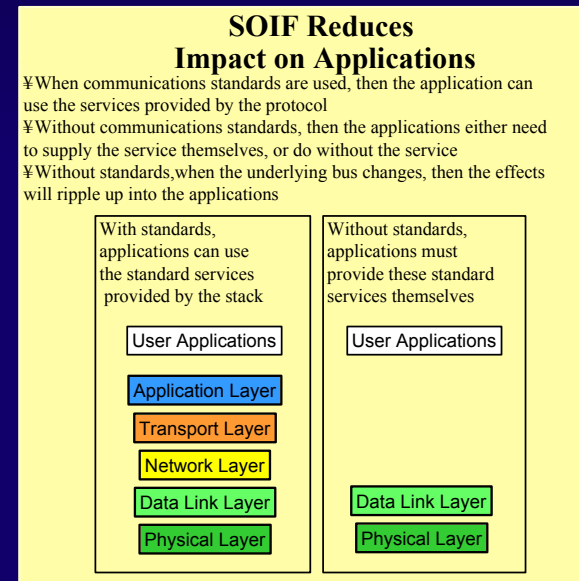 SOIF Reduces
Impact on Applications
¥When communications standards are used, then the application can
use the services provided by the protocol
¥Without communications standards, then the applications either need
to supply the service themselves, or do without the service
¥Without standards,when the underlying bus changes, then the effects
will ripple up into the applications
With standards,
applications can use
the standard services
provided by the stack
User Applications
Application Layer
Transport Layer
Network Layer
Data Link Layer
Physical Layer
Without standards,
applications must
provide these standard
services themselves
User Applications
Data Link Layer
Physical Layer